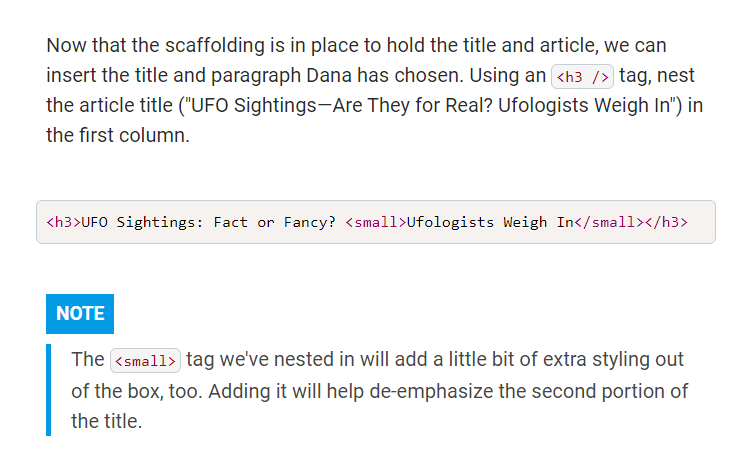 Now that the scaffolding is in place to hold the title and article, we can
insert the title and paragraph Dana has chosen. Using an <h3 /> tag, nest
the article title ("UFO Sightings—Are They for Real? Ufologists Weigh In") in
the first column.
<h3>UFO Sightings: Fact or Fancy? <small>Ufologists Weigh In</small></h3>
NOTE
The <small> tag we've nested in will add a little bit of extra styling out
of the box, too. Adding it will help de-emphasize the second portion of
the title.